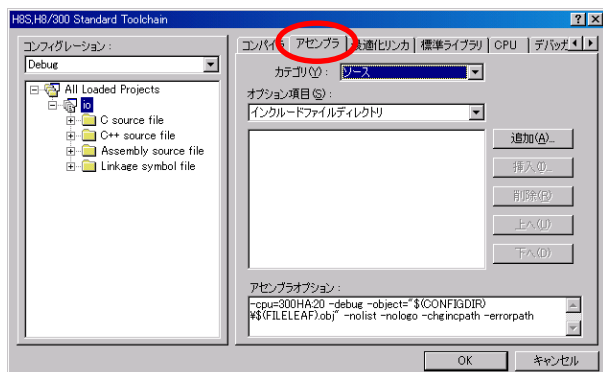 H8S,H8/300 Standard Toolchain
コンフィグレーション :
Debug
All Loaded Projects
io
C source file
C++ source file
Assembly source file
Linkage symbol file
コンパイラ アセンブラ 最適化リンカ 標準ライブラリ CPU デバッガ
カテゴリ(Y) : ソース
オプション項目(S) :
インクルードファイルディレクトリ
追加(A)...
挿入(I)...
削除(R)
上へ(U)
下へ(D)
アセンブラオプション :
-cpu=300HA:20 -debug -object="$(CONFIGDIR)
¥$(FILELEAF).obj" -nolist -nologo -chgincpath -errorpath
OK キャンセル